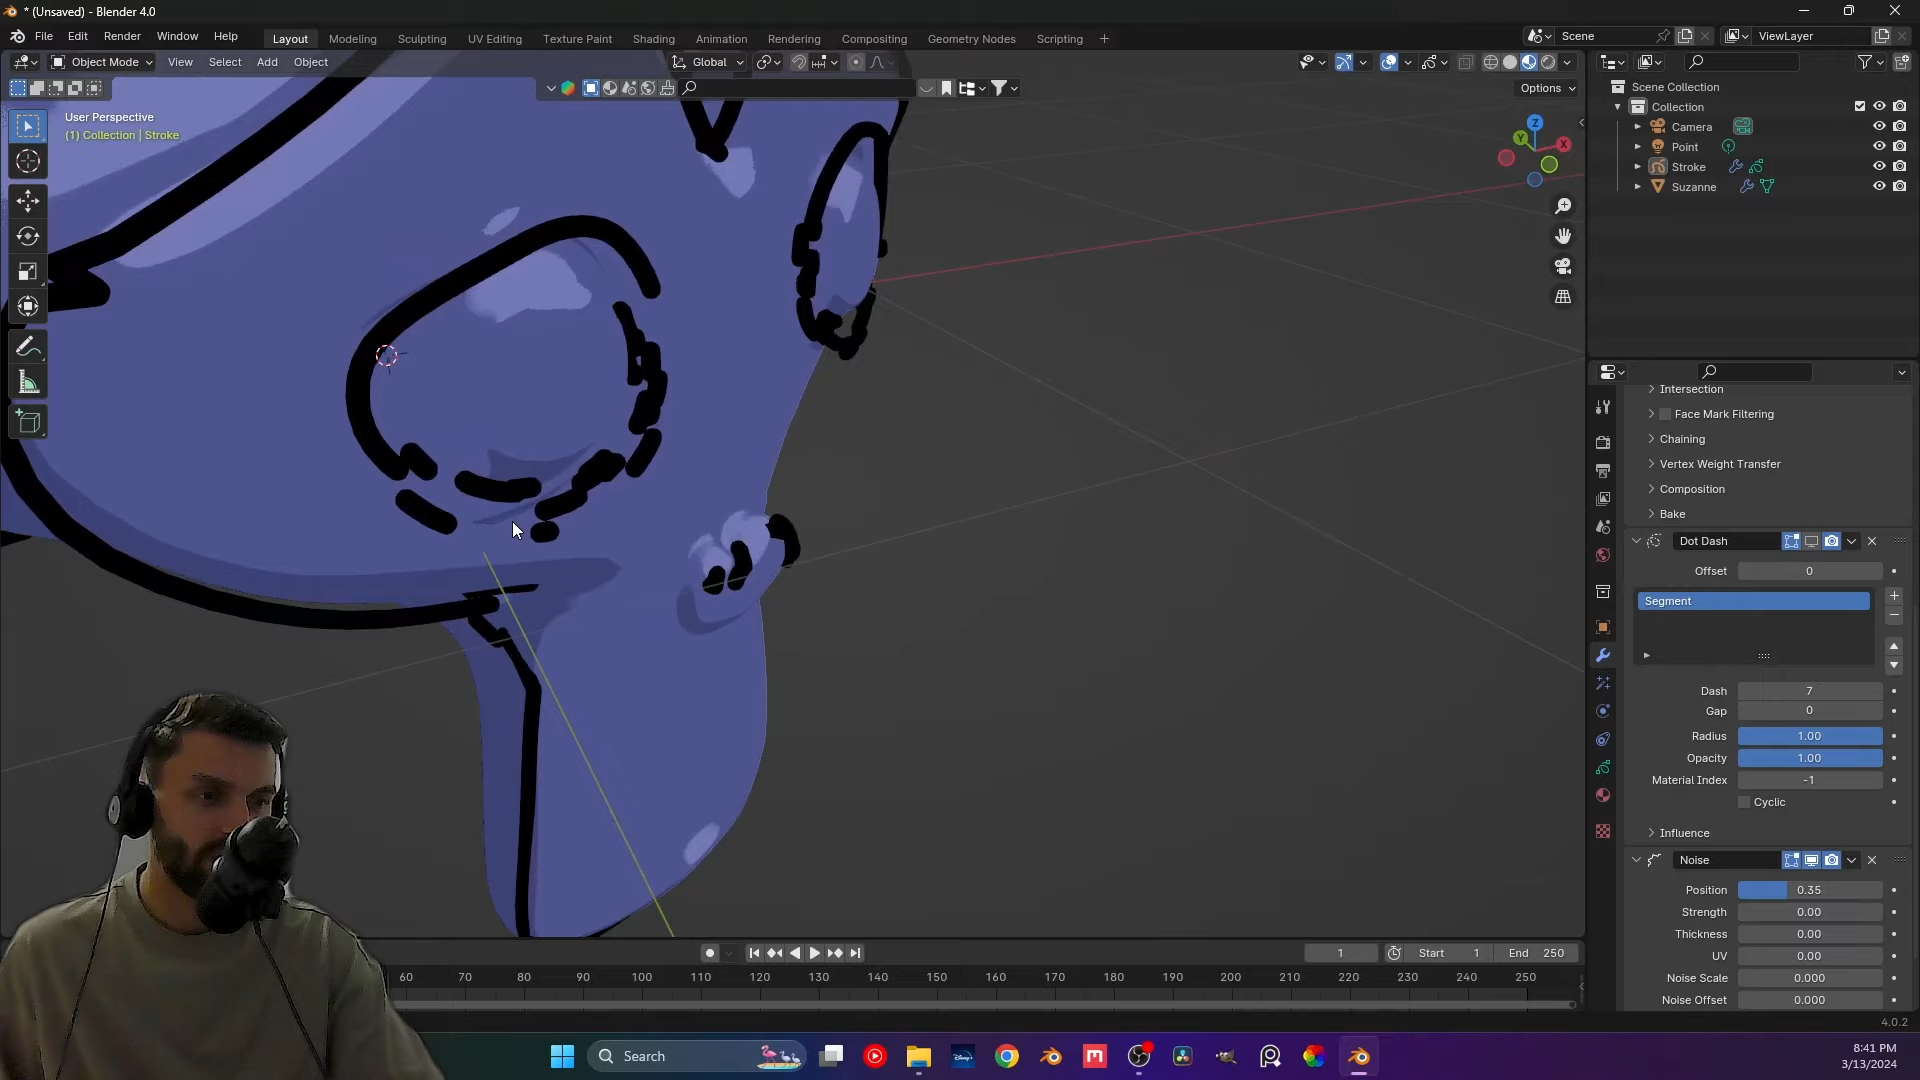 * (Unsaved) - Blender 4.0
File Edit Render Window Help
Layout Modeling Sculpting UV Editing Texture Paint Shading Animation Rendering Compositing Geometry Nodes Scripting +
Scene
ViewLayer
Object Mode View Select Add Object
Global
Options
User Perspective
(1) Collection | Stroke
Z
Y
X
Scene Collection
Collection
Camera
Point
Stroke
Suzanne
Intersection
Face Mark Filtering
Chaining
Vertex Weight Transfer
Composition
Bake
Dot Dash
Offset 0
Segment
Dash 7
Gap 0
Radius 1.00
Opacity 1.00
Material Index -1
Cyclic
Influence
Noise
Position 0.35
Strength 0.00
Thickness 0.00
UV 0.00
Noise Scale 0.000
Noise Offset 0.000
1 Start 1 End 250
60 70 80 90 100 110 120 130 140 150 160 170 180 190 200 210 220 230 240 250
4.0.2
Search
8:41 PM
3/13/2024